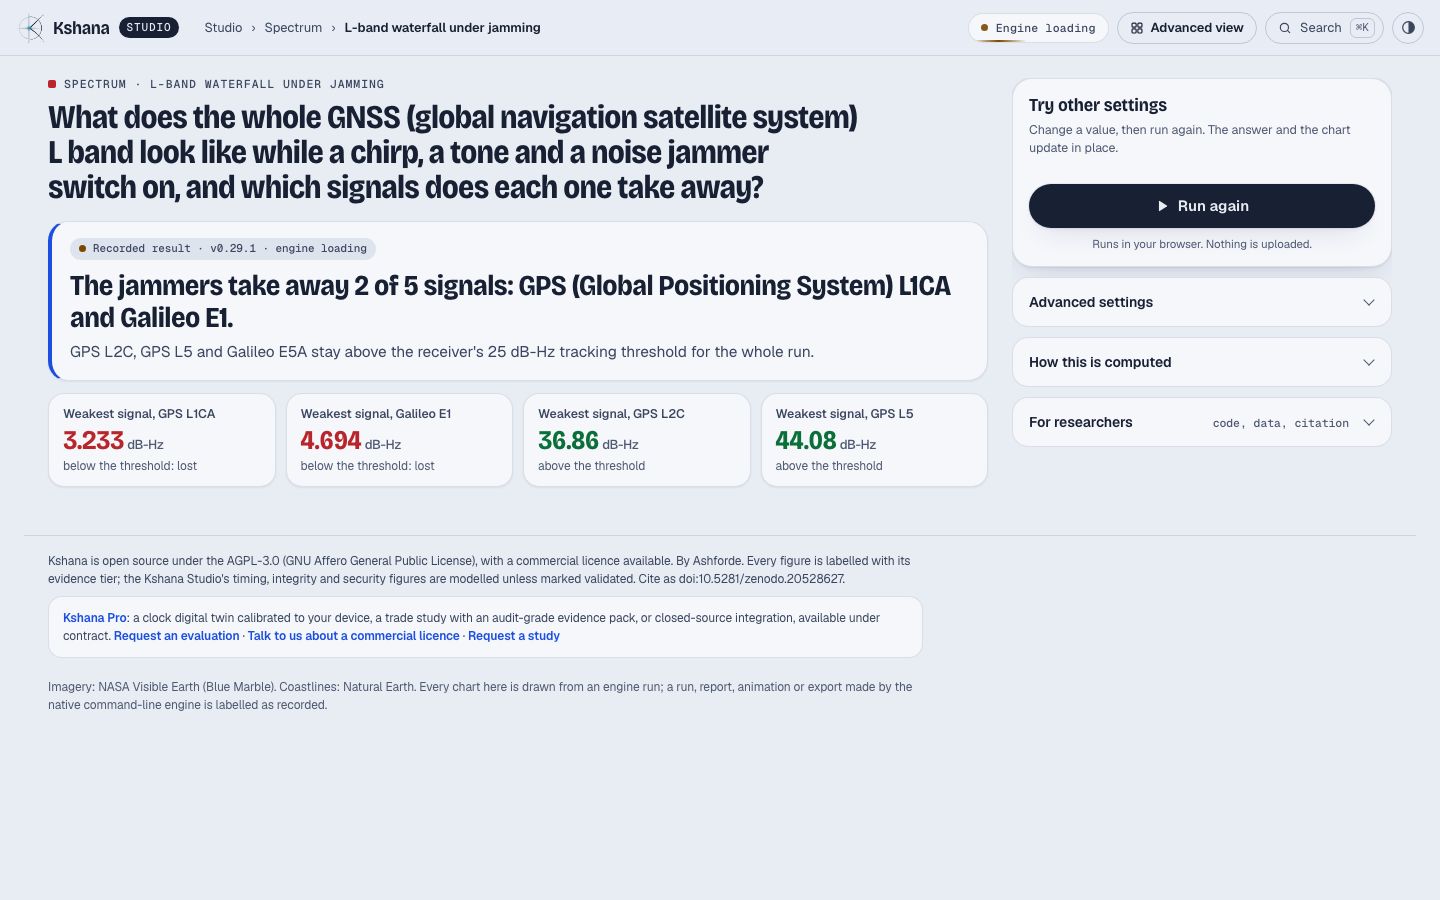 Kshana STUDIO Studio › Spectrum › L-band waterfall under jamming Engine loading Advanced view Search ⌘K
SPECTRUM · L-BAND WATERFALL UNDER JAMMING
What does the whole GNSS (global navigation satellite system)
L band look like while a chirp, a tone and a noise jammer
switch on, and which signals does each one take away?
Recorded result · v0.29.1 · engine loading
The jammers take away 2 of 5 signals: GPS (Global Positioning System) L1CA
and Galileo E1.
GPS L2C, GPS L5 and Galileo E5A stay above the receiver's 25 dB-Hz tracking threshold for the whole run.
Weakest signal, GPS L1CA
3.233 dB-Hz
below the threshold: lost
Weakest signal, Galileo E1
4.694 dB-Hz
below the threshold: lost
Weakest signal, GPS L2C
36.86 dB-Hz
above the threshold
Weakest signal, GPS L5
44.08 dB-Hz
above the threshold
Try other settings
Change a value, then run again. The answer and the chart
update in place.
Run again
Runs in your browser. Nothing is uploaded.
Advanced settings
How this is computed
For researchers code, data, citation
Kshana is open source under the AGPL-3.0 (GNU Affero General Public License), with a commercial licence available. By Ashforde. Every figure is labelled with its
evidence tier; the Kshana Studio's timing, integrity and security figures are modelled unless marked validated. Cite as doi:10.5281/zenodo.20528627.
Kshana Pro: a clock digital twin calibrated to your device, a trade study with an audit-grade evidence pack, or closed-source integration, available under
contract. Request an evaluation · Talk to us about a commercial licence · Request a study
Imagery: NASA Visible Earth (Blue Marble). Coastlines: Natural Earth. Every chart here is drawn from an engine run; a run, report, animation or export made by the
native command-line engine is labelled as recorded.